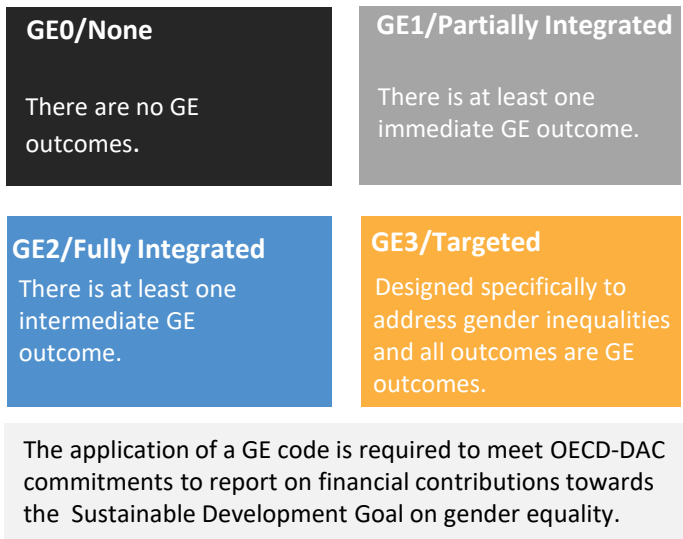 GE0/None
There are no GE
outcomes.
GE1/Partially Integrated
There is at least one
immediate GE outcome.
GE2/Fully Integrated
There is at least one
intermediate GE
outcome.
GE3/Targeted
Designed specifically to
address gender inequalities
and all outcomes are GE
outcomes.
The application of a GE code is required to meet OECD-DAC
commitments to report on financial contributions towards
the Sustainable Development Goal on gender equality.